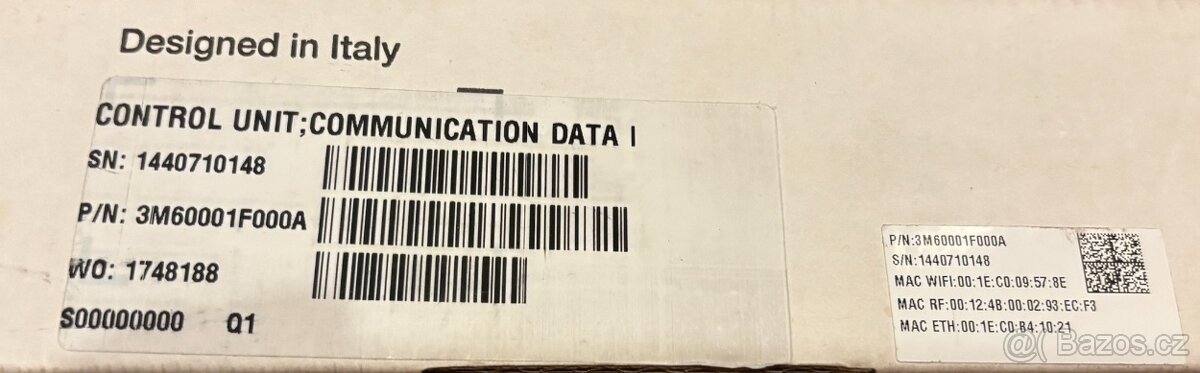 Designed in Italy
CONTROL UNIT;COMMUNICATION DATA I
SN: 1440710148
P/N: 3M60001F000A
WO: 1748188
S00000000 Q1
P/N:3M60001F000A
S/N:1440710148
MAC WIFI:00:1E:C0:09:57:8E
MAC RF:00:12:4B:00:02:93:EC:F3
MAC ETH:00:1E:C0:B4:10:21
@( Bazos.cz